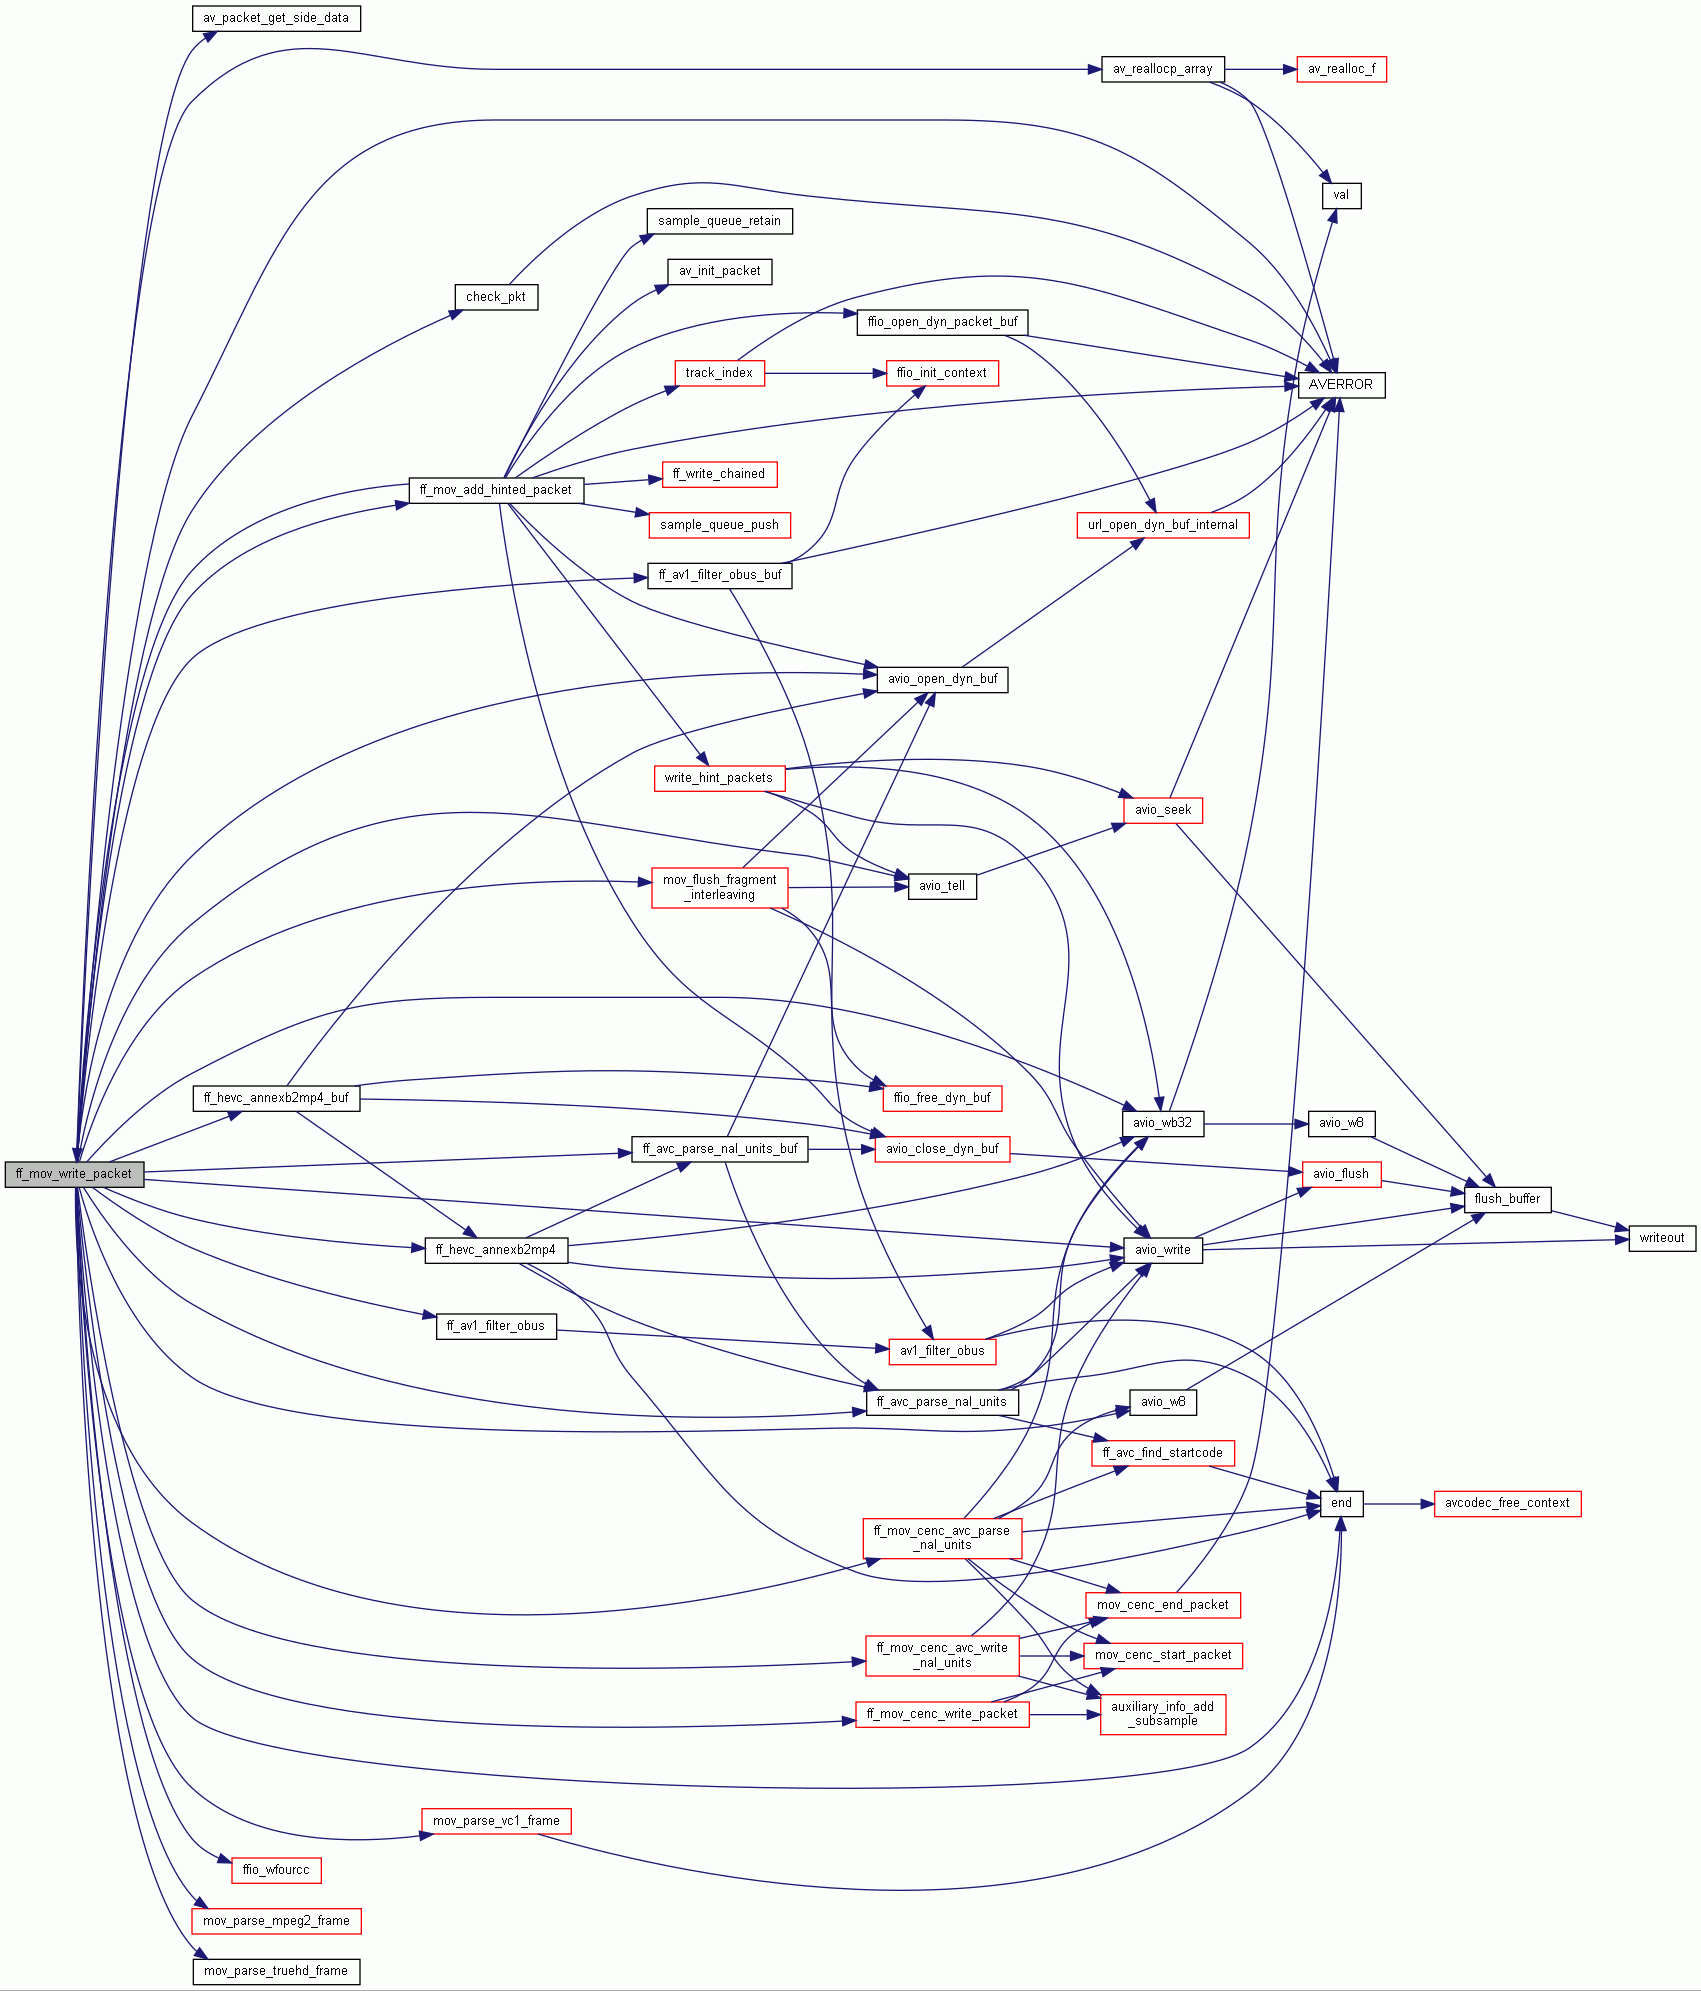 av_packet_get_side_data
av_reallocp_array
av_realloc_f
val
sample_queue_retain
av_init_packet
check_pkt
ffio_open_dyn_packet_buf
track_index
ffio_init_context
AVERROR
ff_write_chained
ff_mov_add_hinted_packet
sample_queue_push
url_open_dyn_buf_internal
ff_av1_filter_obus_buf
avio_open_dyn_buf
write_hint_packets
avio_seek
mov_flush_fragment
_interleaving
avio_tell
ff_hevc_annexb2mp4_buf
ffio_free_dyn_buf
avio_wb32
avio_w8
ff_avc_parse_nal_units_buf
avio_close_dyn_buf
ff_mov_write_packet
avio_flush
flush_buffer
writeout
ff_hevc_annexb2mp4
avio_write
ff_av1_filter_obus
av1_filter_obus
ff_avc_parse_nal_units
avio_w8
ff_avc_find_startcode
end
avcodec_free_context
ff_mov_cenc_avc_parse
_nal_units
mov_cenc_end_packet
ff_mov_cenc_avc_write
_nal_units
mov_cenc_start_packet
ff_mov_cenc_write_packet
auxiliary_info_add
_subsample
mov_parse_vc1_frame
ffio_wfourcc
mov_parse_mpeg2_frame
mov_parse_truehd_frame